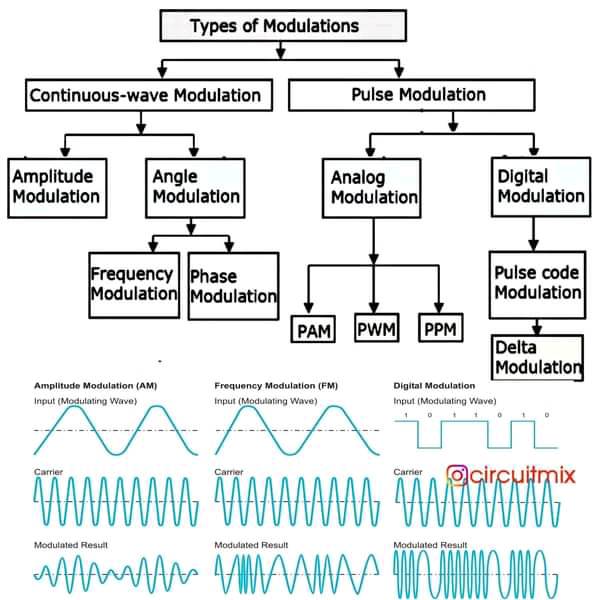 Types of Modulations
Continuous-wave Modulation
Pulse Modulation
Amplitude
Modulation
Angle
Modulation
Analog
Modulation
Digital
Modulation
Frequency
Modulation
Phase
Modulation
Pulse code
Modulation
PAM
PWM
PPM
Delta
Modulation
Amplitude Modulation (AM)
Input (Modulating Wave)
Carrier
Modulated Result
Frequency Modulation (FM)
Input (Modulating Wave)
Carrier
Modulated Result
Digital Modulation
Input (Modulating Wave)
1 0 1 1 0 1 0
Carrier
circuitmix
Modulated Result